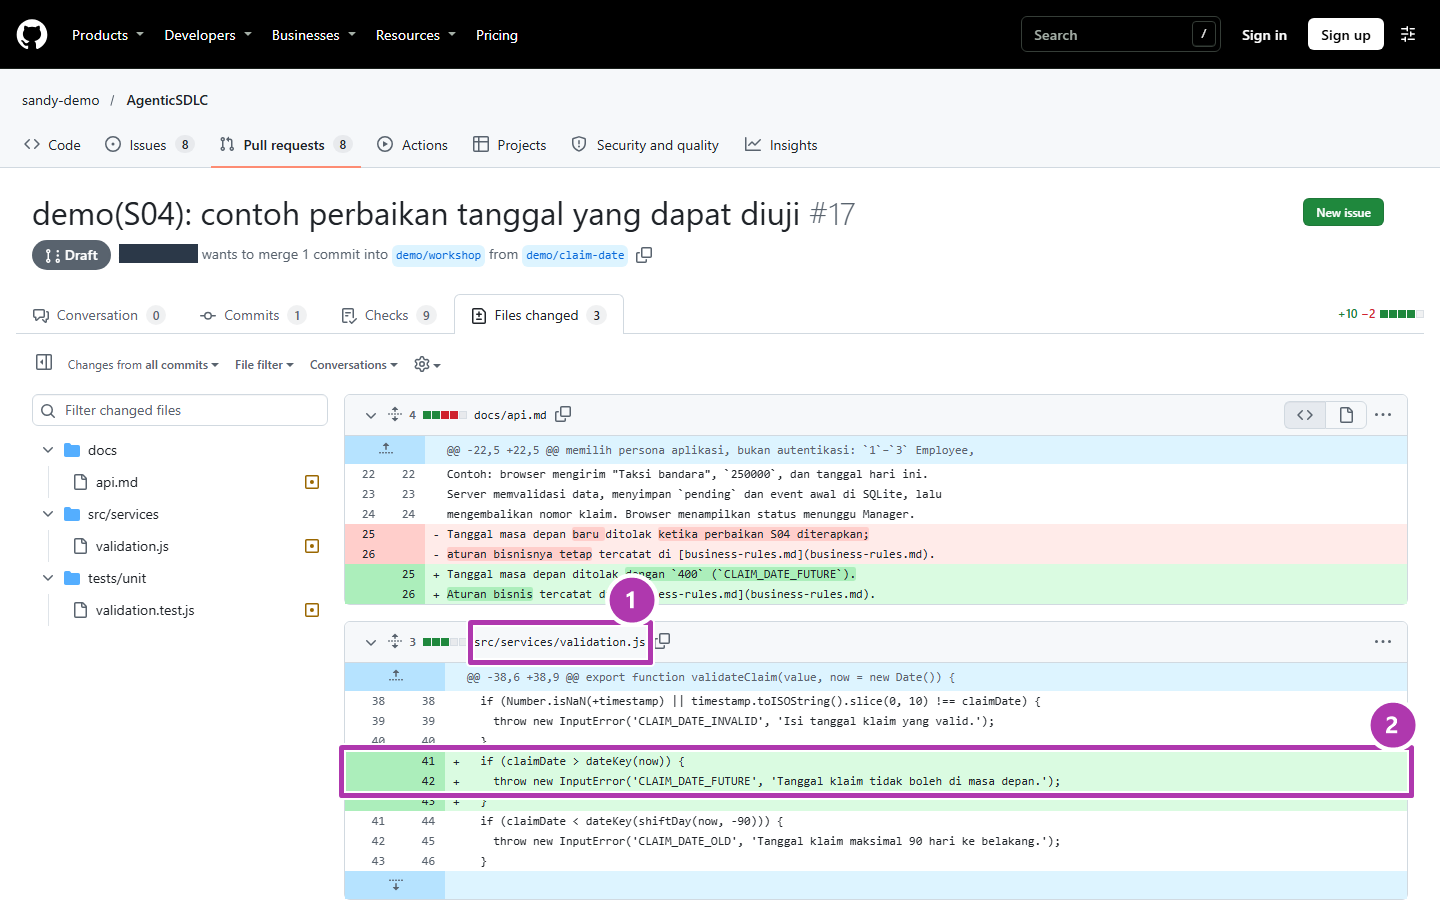 Products Developers Businesses Resources Pricing Search / Sign in Sign up
sandy-demo / AgenticSDLC
Code Issues 8 Pull requests 8 Actions Projects Security and quality Insights
demo(S04): contoh perbaikan tanggal yang dapat diuji #17
New issue
Draft wants to merge 1 commit into demo/workshop from demo/claim-date
Conversation 0 Commits 1 Checks 9 Files changed 3 +10 −2
Changes from all commits File filter Conversations
Filter changed files
docs
api.md
src/services
validation.js
tests/unit
validation.test.js
4 docs/api.md
@@ -22,5 +22,5 @@ memilih persona aplikasi, bukan autentikasi: `1`–`3` Employee,
22 22 Contoh: browser mengirim "Taksi bandara", `250000`, dan tanggal hari ini.
23 23 Server memvalidasi data, menyimpan `pending` dan event awal di SQLite, lalu
24 24 mengembalikan nomor klaim. Browser menampilkan status menunggu Manager.
25 - Tanggal masa depan baru ditolak ketika perbaikan S04 diterapkan;
26 - aturan bisnisnya tetap tercatat di [business-rules.md](business-rules.md).
25 + Tanggal masa depan ditolak dengan `400` (`CLAIM_DATE_FUTURE`).
26 + Aturan bisnis tercatat d ess-rules.md](business-rules.md).
1
3 src/services/validation.js
@@ -38,6 +38,9 @@ export function validateClaim(value, now = new Date()) {
38 38 if (Number.isNaN(+timestamp) || timestamp.toISOString().slice(0, 10) !== claimDate) {
39 39 throw new InputError('CLAIM_DATE_INVALID', 'Isi tanggal klaim yang valid.');
40 40 }
2
41 + if (claimDate > dateKey(now)) {
42 + throw new InputError('CLAIM_DATE_FUTURE', 'Tanggal klaim tidak boleh di masa depan.');
43 + }
41 44 if (claimDate < dateKey(shiftDay(now, -90))) {
42 45 throw new InputError('CLAIM_DATE_OLD', 'Tanggal klaim maksimal 90 hari ke belakang.');
43 46 }